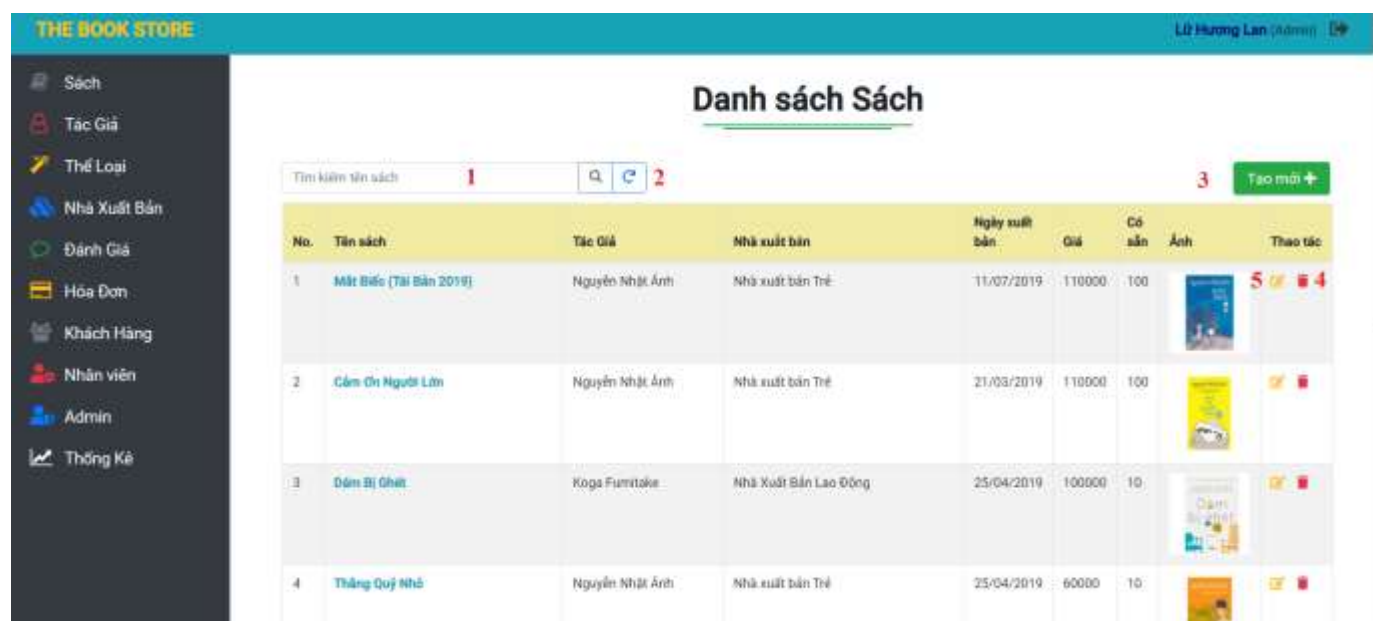 THE BOOK STORE
Lữ Hương Lan (Admin)
Sách
Tác Giả
Thể Loại
Nhà Xuất Bản
Đánh Giá
Hóa Đơn
Khách Hàng
Nhân viên
Admin
Thống Kê
Danh sách Sách
Tìm kiếm tên sách 1 2 3 Tạo mới
No. Tên sách Tác Giả Nhà xuất bản Ngày xuất bản Giá Có sẵn Ảnh Thao tác
1 Mắt Biếc (Tái Bản 2019) Nguyễn Nhật Ánh Nhà xuất bản Trẻ 11/07/2019 110000 100 5 4
2 Cảm Ơn Người Lớn Nguyễn Nhật Ánh Nhà xuất bản Trẻ 21/03/2019 110000 100
3 Dám Bị Ghét Koga Fumitake Nhà Xuất Bản Lao Động 25/04/2019 100000 10
Dám
4 Thằng Quỷ Nhỏ Nguyễn Nhật Ánh Nhà xuất bản Trẻ 25/04/2019 60000 10